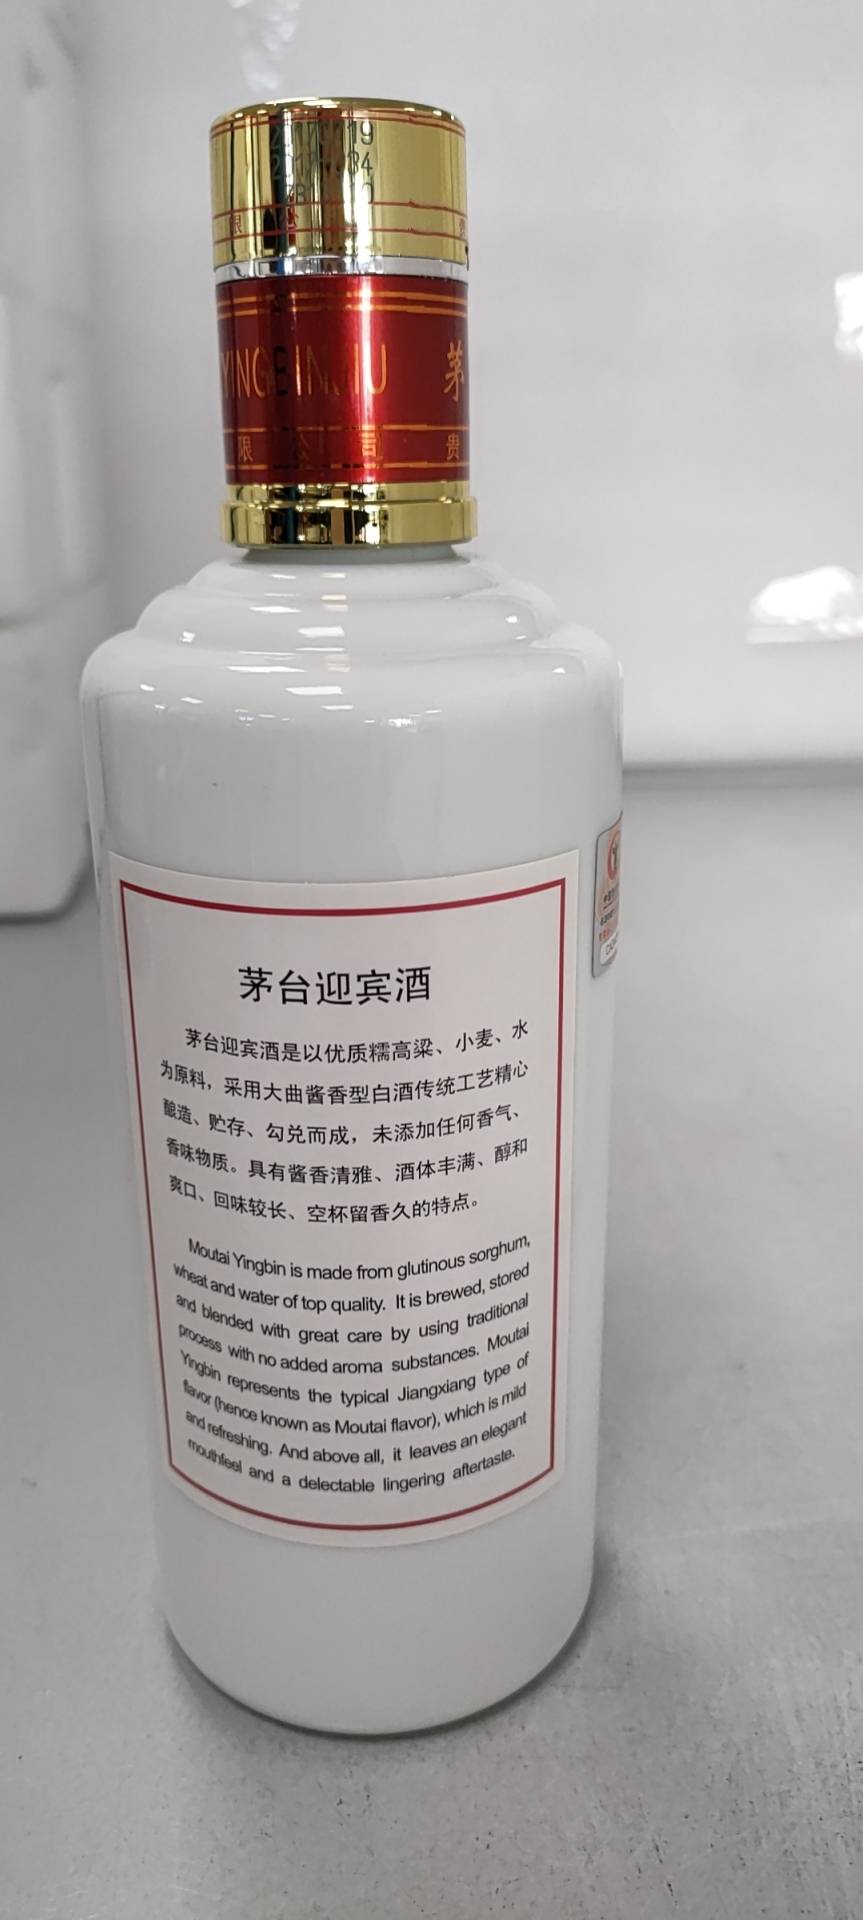 YINGBINJIU 茅
限 公 司 贵
茅台迎宾酒
茅台迎宾酒是以优质糯高粱、小麦、水
为原料，采用大曲酱香型白酒传统工艺精心
酿造、贮存、勾兑而成，未添加任何香气、
香味物质。具有酱香清雅、酒体丰满、醇和
爽口、回味较长、空杯留香久的特点。
Moutai Yingbin is made from glutinous sorghum,
wheat and water of top quality. It is brewed, stored
and blended with great care by using traditional
process with no added aroma substances. Moutai
Yingbin represents the typical Jiangxiang type of
flavor (hence known as Moutai flavor), which is mild
and refreshing. And above all, it leaves an elegant
mouthfeel and a delectable lingering aftertaste.